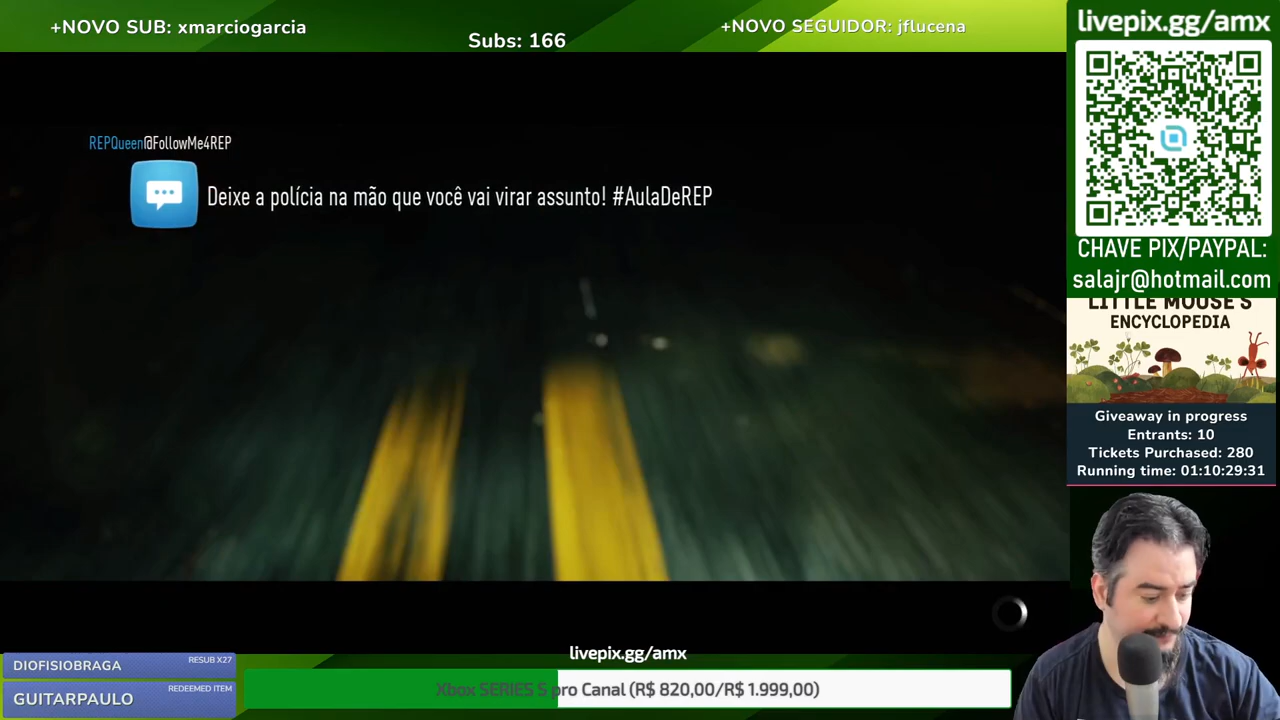 +NOVO SUB: xmarciogarcia
Subs: 166
+NOVO SEGUIDOR: jflucena
livepix.gg/amx
CHAVE PIX/PAYPAL:
salajr@hotmail.com
REPQueen@FollowMe4REP
Deixe a polícia na mão que você vai virar assunto! #AulaDeREP
LITTLE MOUSE'S
ENCYCLOPEDIA
Giveaway in progress
Entrants: 10
Tickets Purchased: 280
Running time: 01:10:29:31
livepix.gg/amx
DIOFISIOBRAGA
RESUB X27
GUITARPAULO
REDEEMED ITEM
Xbox SERIES S pro Canal (R$ 820,00/R$ 1.999,00)